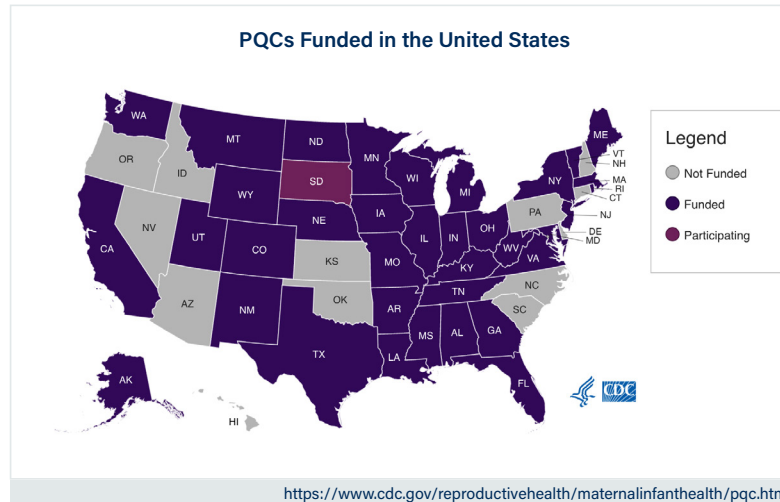 PQCs Funded in the United States
WA
MT
ND
MN
ME
VT
NH
OR
ID
SD
WI
MI
NY
MA
RI
CT
WY
NE
IA
PA
NJ
NV
UT
CO
IL
IN
OH
DE
MD
CA
KS
MO
WV
VA
KY
AZ
NM
OK
AR
TN
NC
SC
TX
LA
MS
AL
GA
FL
AK
HI
CDC
Legend
Not Funded
Funded
Participating
https://www.cdc.gov/reproductivehealth/maternalinfanthealth/pqc.htm